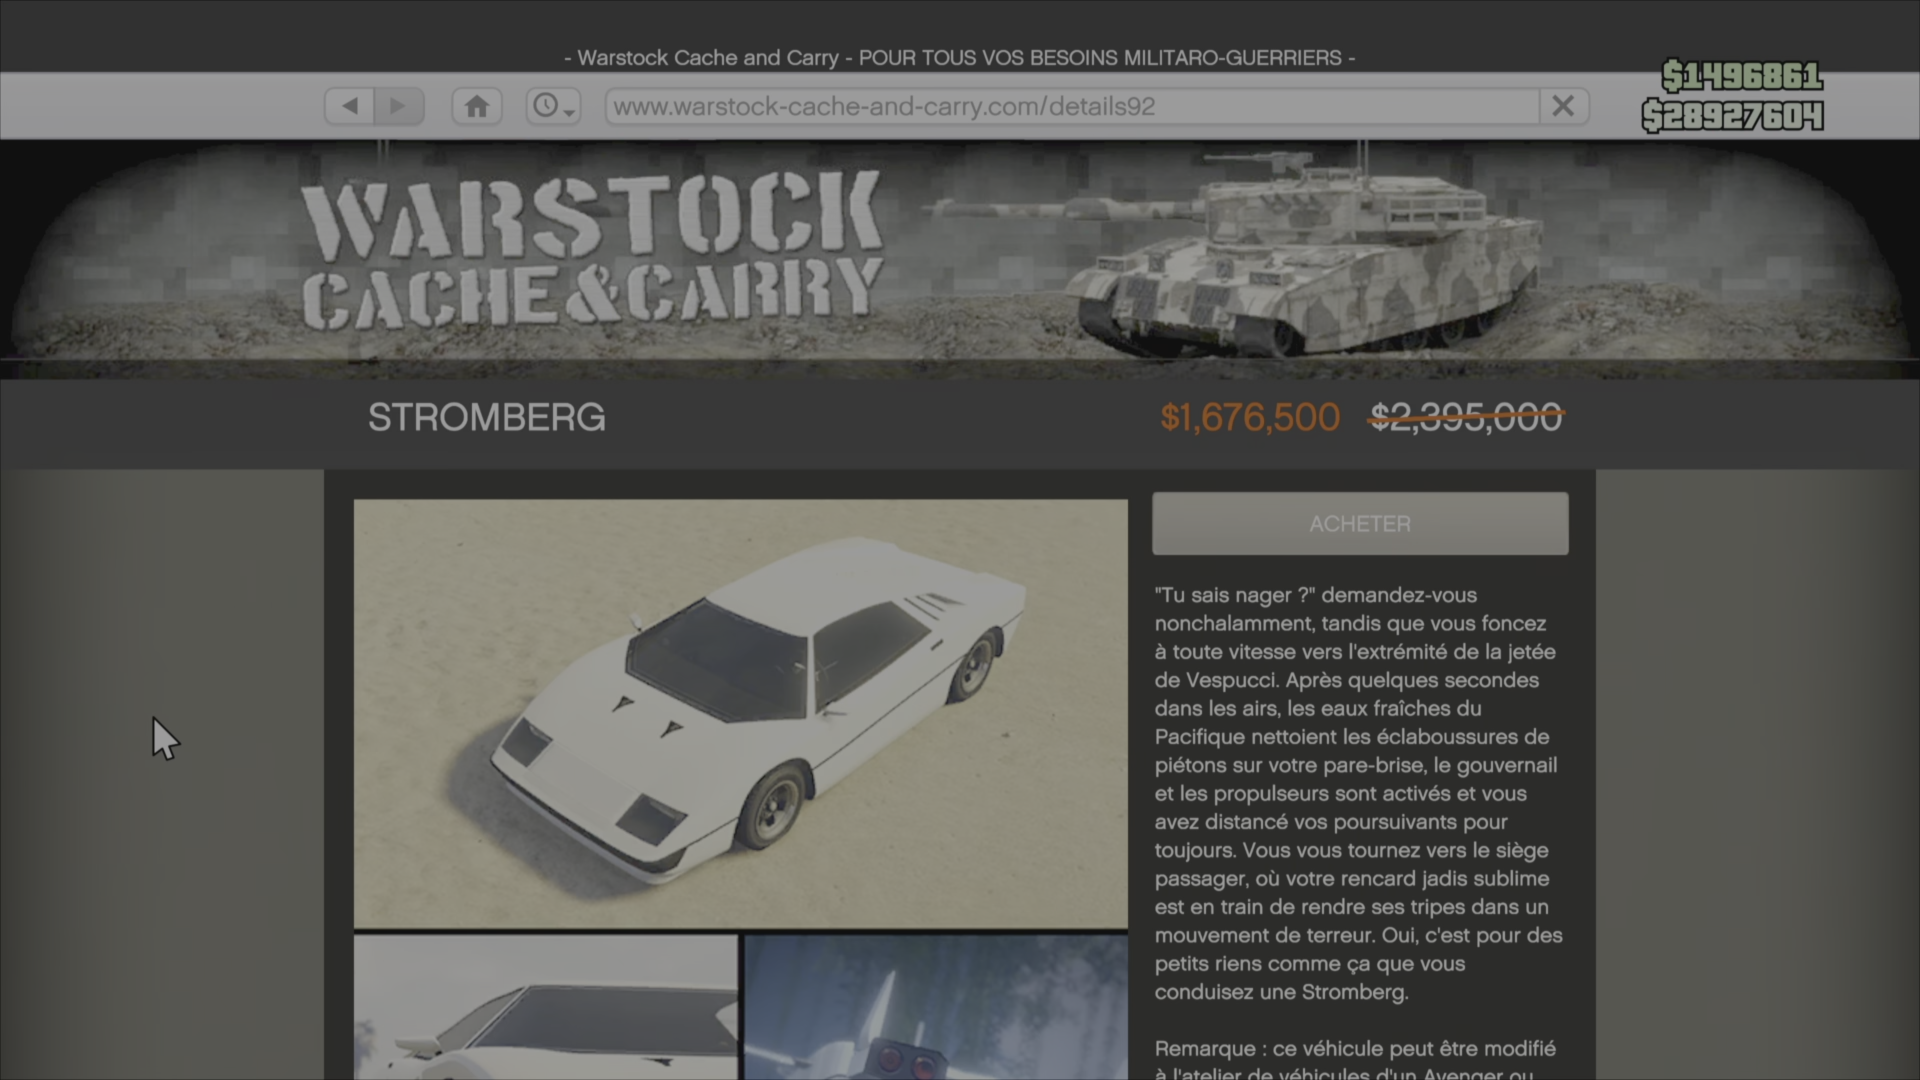 - Warstock Cache and Carry - POUR TOUS VOS BESOINS MILITARO-GUERRIERS -
$1496861
www.warstock-cache-and-carry.com/details92
$28927604
WARSTOCK
CACHE&CARRY
STROMBERG
$1,676,500 $2,395,000
ACHETER
"Tu sais nager ?" demandez-vous
nonchalamment, tandis que vous foncez
à toute vitesse vers l'extrémité de la jetée
de Vespucci. Après quelques secondes
dans les airs, les eaux fraîches du
Pacifique nettoient les éclaboussures de
piétons sur votre pare-brise, le gouvernail
et les propulseurs sont activés et vous
avez distancé vos poursuivants pour
toujours. Vous vous tournez vers le siège
passager, où votre rencard jadis sublime
est en train de rendre ses tripes dans un
mouvement de terreur. Oui, c'est pour des
petits riens comme ça que vous
conduisez une Stromberg.
Remarque : ce véhicule peut être modifié
à l'atelier de véhicules d'un Avenger ou